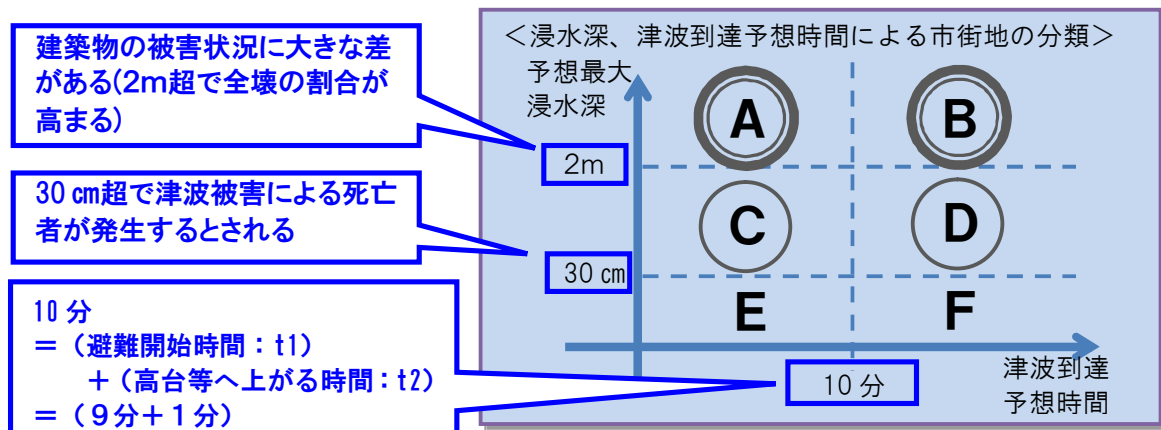 建築物の被害状況に大きな差
がある(2m超で全壊の割合が
高まる)
30㎝超で津波被害による死亡
者が発生するとされる
10分
＝（避難開始時間：t1）
＋（高台等へ上がる時間：t2）
＝（９分＋１分）
＜浸水深、津波到達予想時間による市街地の分類＞
予想最大
浸水深
A
B
2m
C
D
30㎝
E
F
10分
津波到達
予想時間